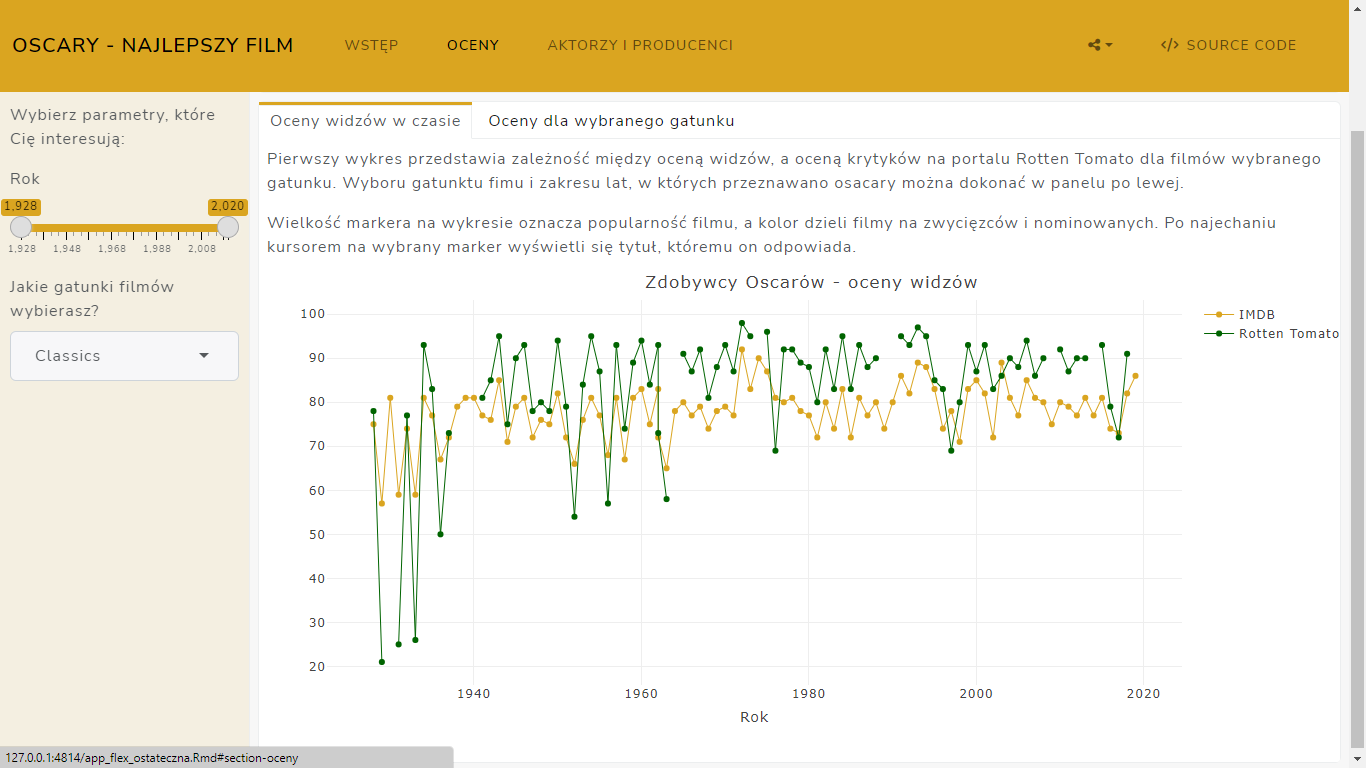 OSCARY - NAJLEPSZY FILM
WSTĘP
OCENY
AKTORZY I PRODUCENCI
</> SOURCE CODE
Wybierz parametry, które
Cię interesują:
Rok
1,928
2,020
1,928 1,948 1,968 1,988 2,008
Jakie gatunki filmów
wybierasz?
Classics
Oceny widzów w czasie
Oceny dla wybranego gatunku
Pierwszy wykres przedstawia zależność między oceną widzów, a oceną krytyków na portalu Rotten Tomato dla filmów wybranego
gatunku. Wyboru gatunktu fimu i zakresu lat, w których przeznawano osacary można dokonać w panelu po lewej.
Wielkość markera na wykresie oznacza popularność filmu, a kolor dzieli filmy na zwycięzców i nominowanych. Po najechaniu
kursorem na wybrany marker wyświetli się tytuł, któremu on odpowiada.
Zdobywcy Oscarów - oceny widzów
100
90
80
70
60
50
40
30
20
1940 1960 1980 2000 2020
Rok
IMDB
Rotten Tomato
127.0.0.1:4814/app_flex_ostateczna.Rmd#section-oceny